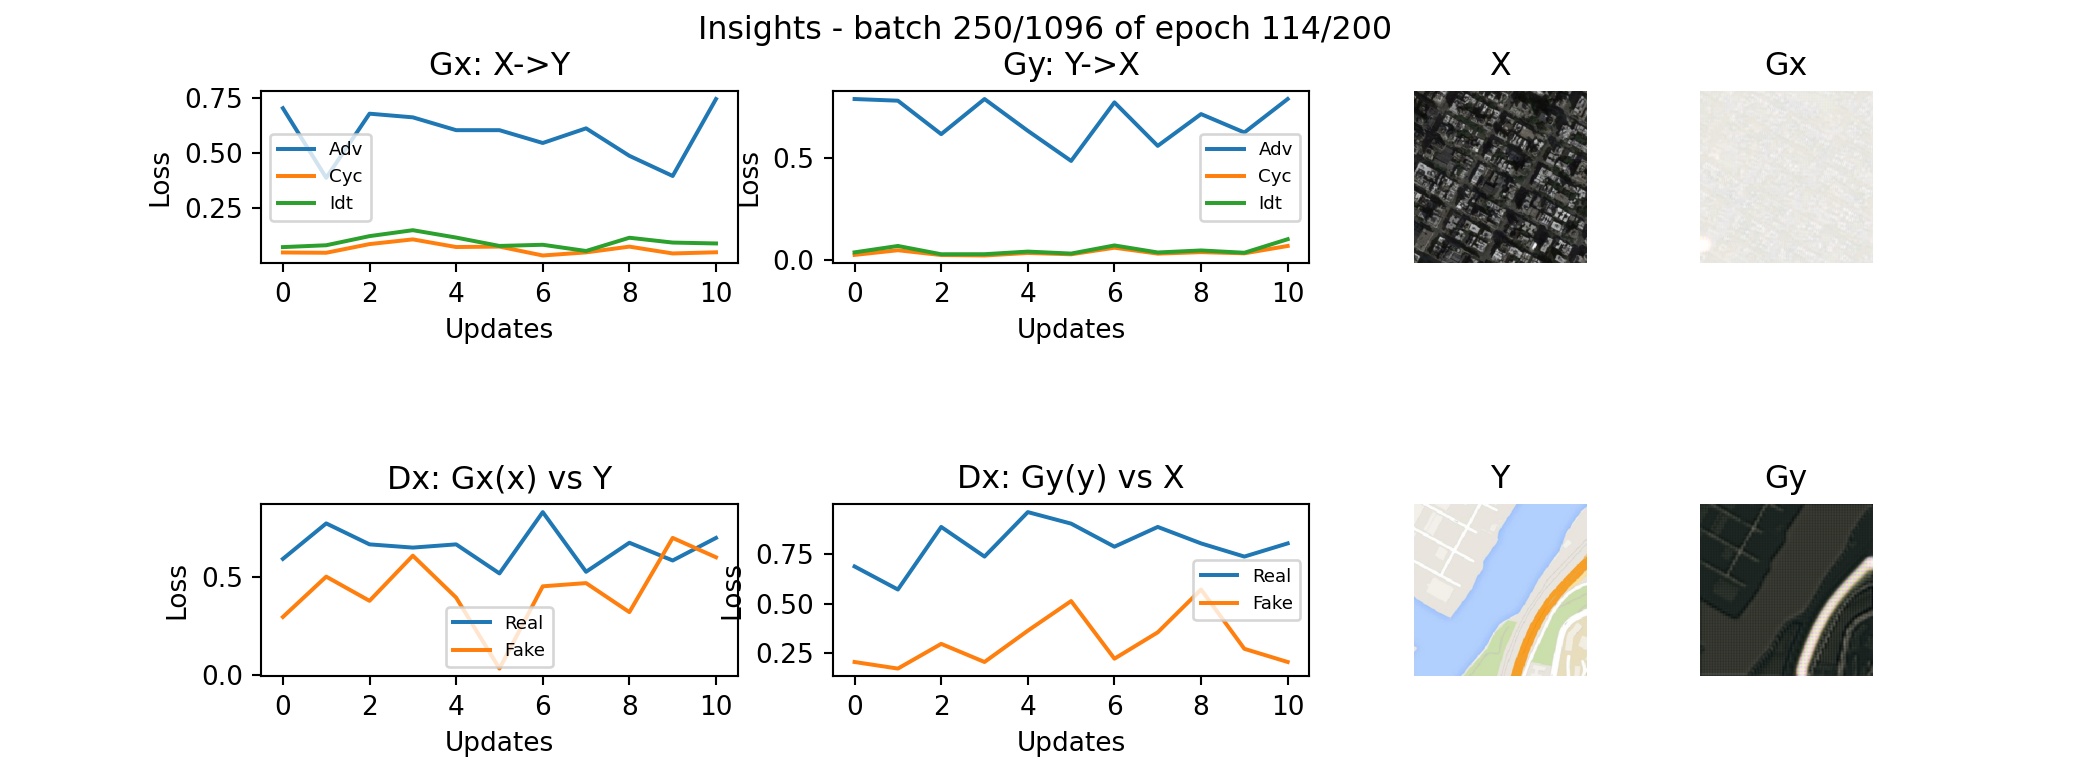 Insights - batch 250/1096 of epoch 114/200
Gx: X->Y
0.75
0.50
0.25
Loss
Adv
Cyc
Idt
0 2 4 6 8 10
Updates
Gy: Y->X
0.5
0.0
Loss
Adv
Cyc
Idt
0 2 4 6 8 10
Updates
X
Gx
Dx: Gx(x) vs Y
0.5
0.0
Loss
Real
Fake
0 2 4 6 8 10
Updates
Dx: Gy(y) vs X
0.75
0.50
0.25
Loss
Real
Fake
0 2 4 6 8 10
Updates
Y
Gy